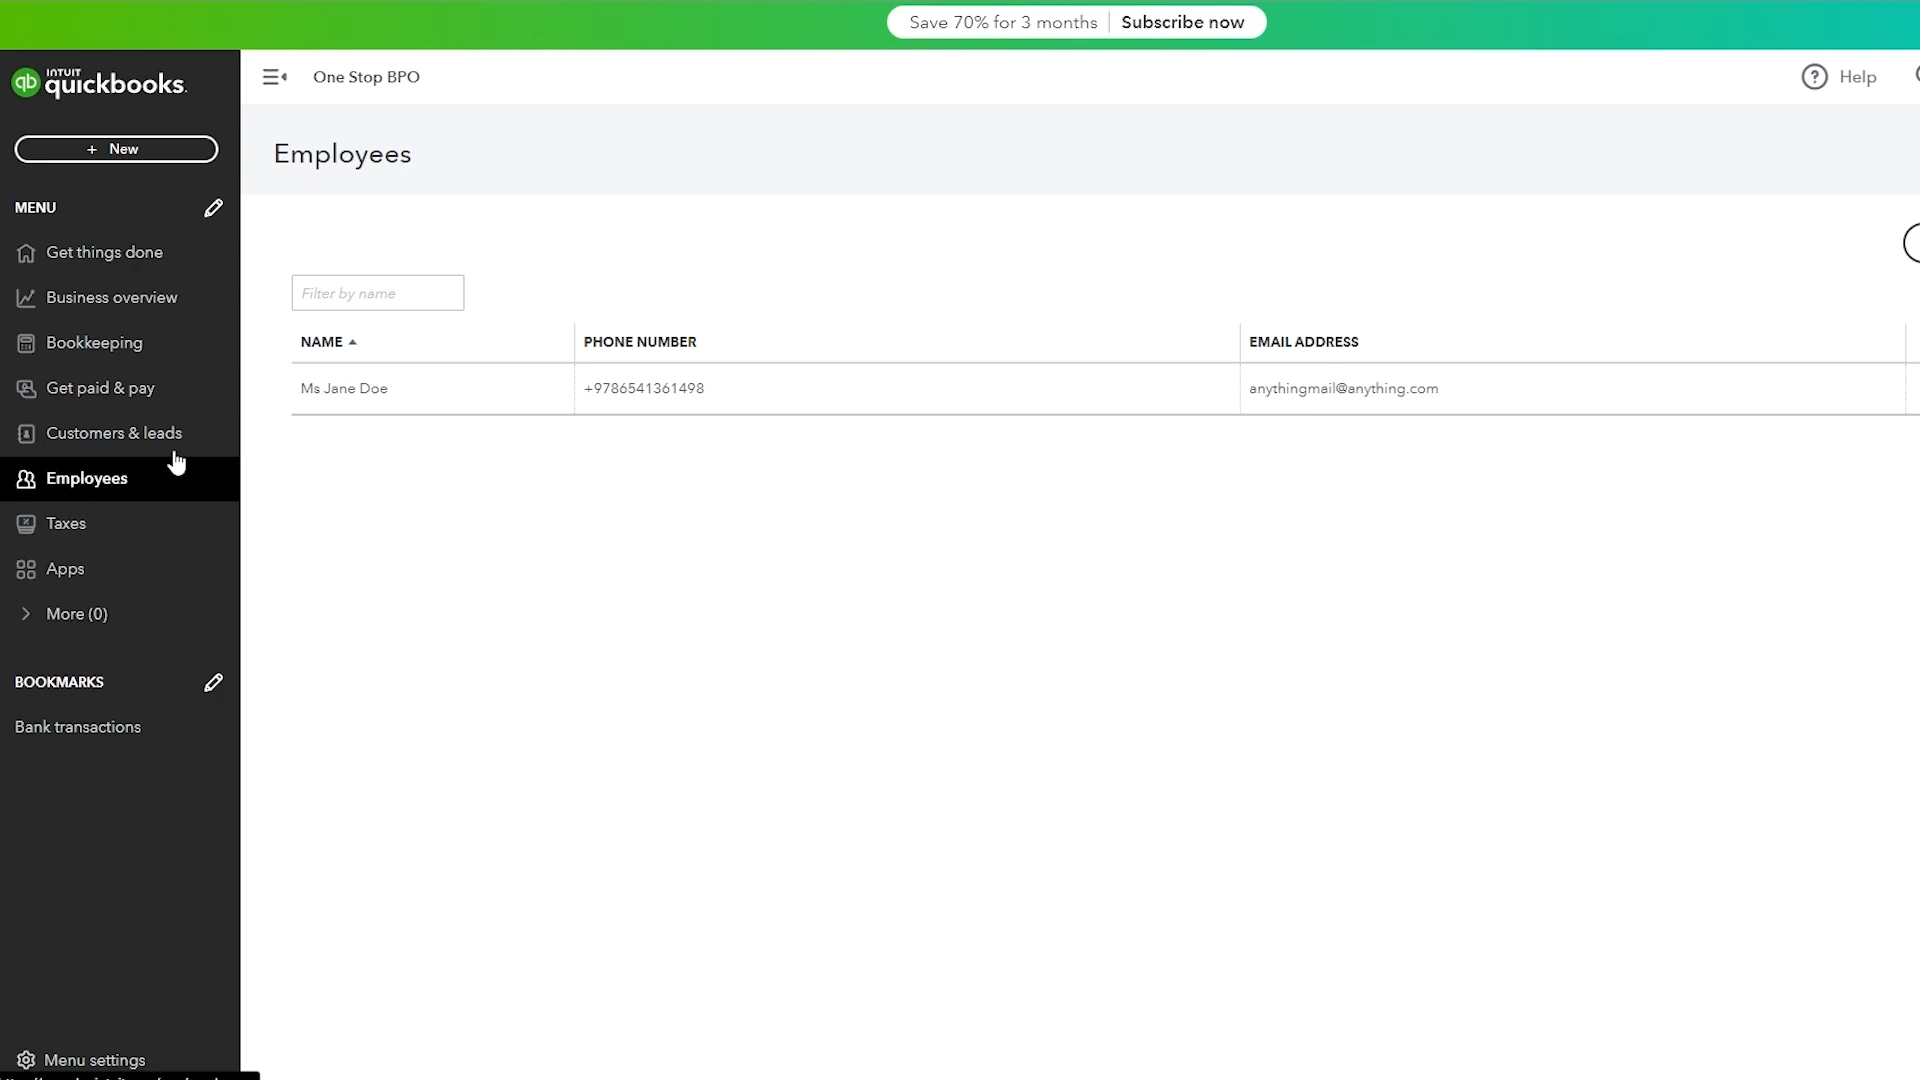 Save 70% for 3 months Subscribe now
INTUIT
quickbooks.
One Stop BPO
? Help
+ New
Employees
MENU
Get things done
Business overview
Bookkeeping
Get paid & pay
Customers & leads
Employees
Taxes
Apps
More (0)
BOOKMARKS
Bank transactions
Menu settings
Filter by name
NAME PHONE NUMBER EMAIL ADDRESS
Ms Jane Doe +9786541361498 anythingmail@anything.com